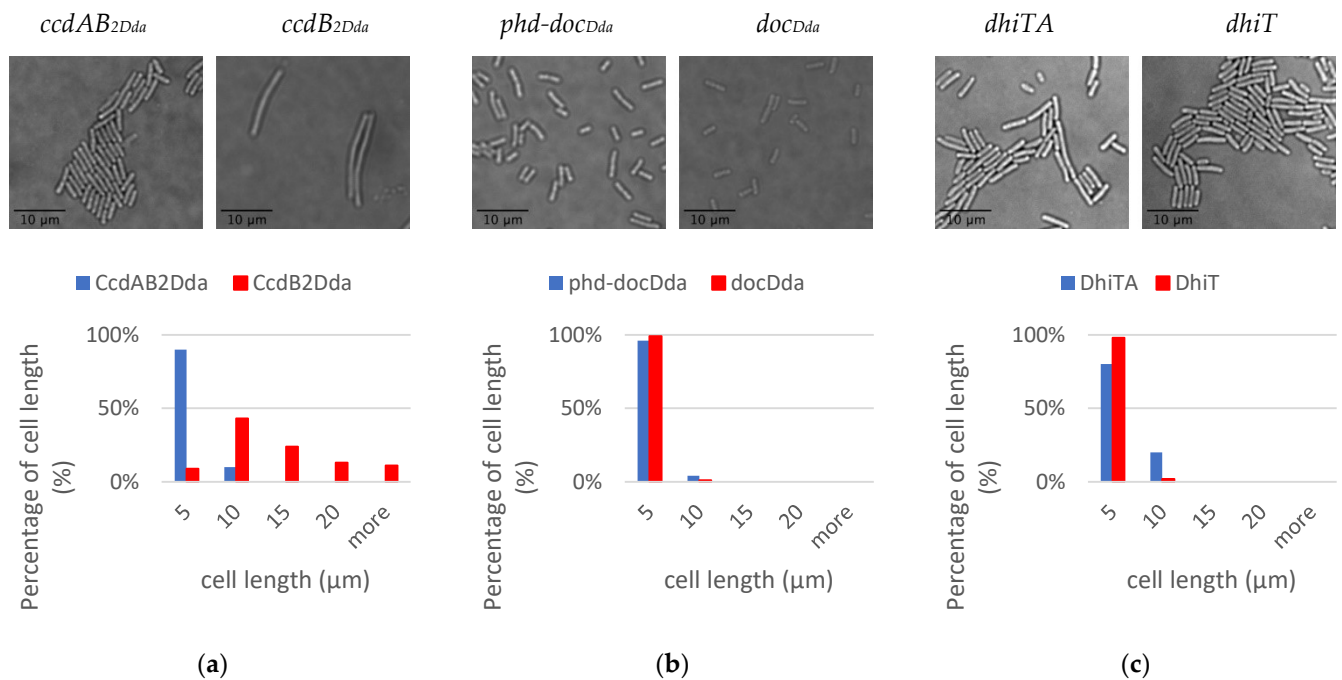 ccdAB2Dda ccdB2Dda phd-docDda docDda dhiTA dhiT
10 µm 10 µm 10 µm 10 µm 10 µm 10 µm
CcdAB2Dda CcdB2Dda
Percentage of cell length
(%)
100%
50%
0%
5 10 15 20 more
cell length (µm)
(a)
phd-docDda docDda
Percentage of cell length
(%)
100%
50%
0%
5 10 15 20 more
cell length (µm)
(b)
DhiTA DhiT
Percentage of cell length
(%)
100%
50%
0%
5 10 15 20 more
cell length (µm)
(c)